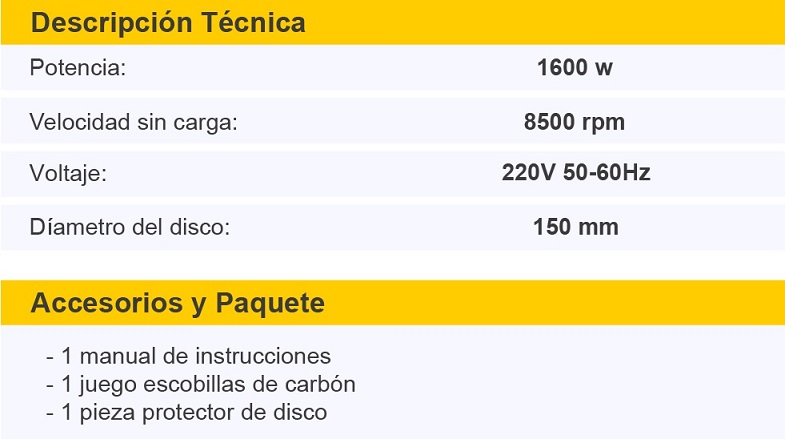 Descripción Técnica
Potencia: 1600 w
Velocidad sin carga: 8500 rpm
Voltaje: 220V 50-60Hz
Díametro del disco: 150 mm
Accesorios y Paquete
- 1 manual de instrucciones
- 1 juego escobillas de carbón
- 1 pieza protector de disco